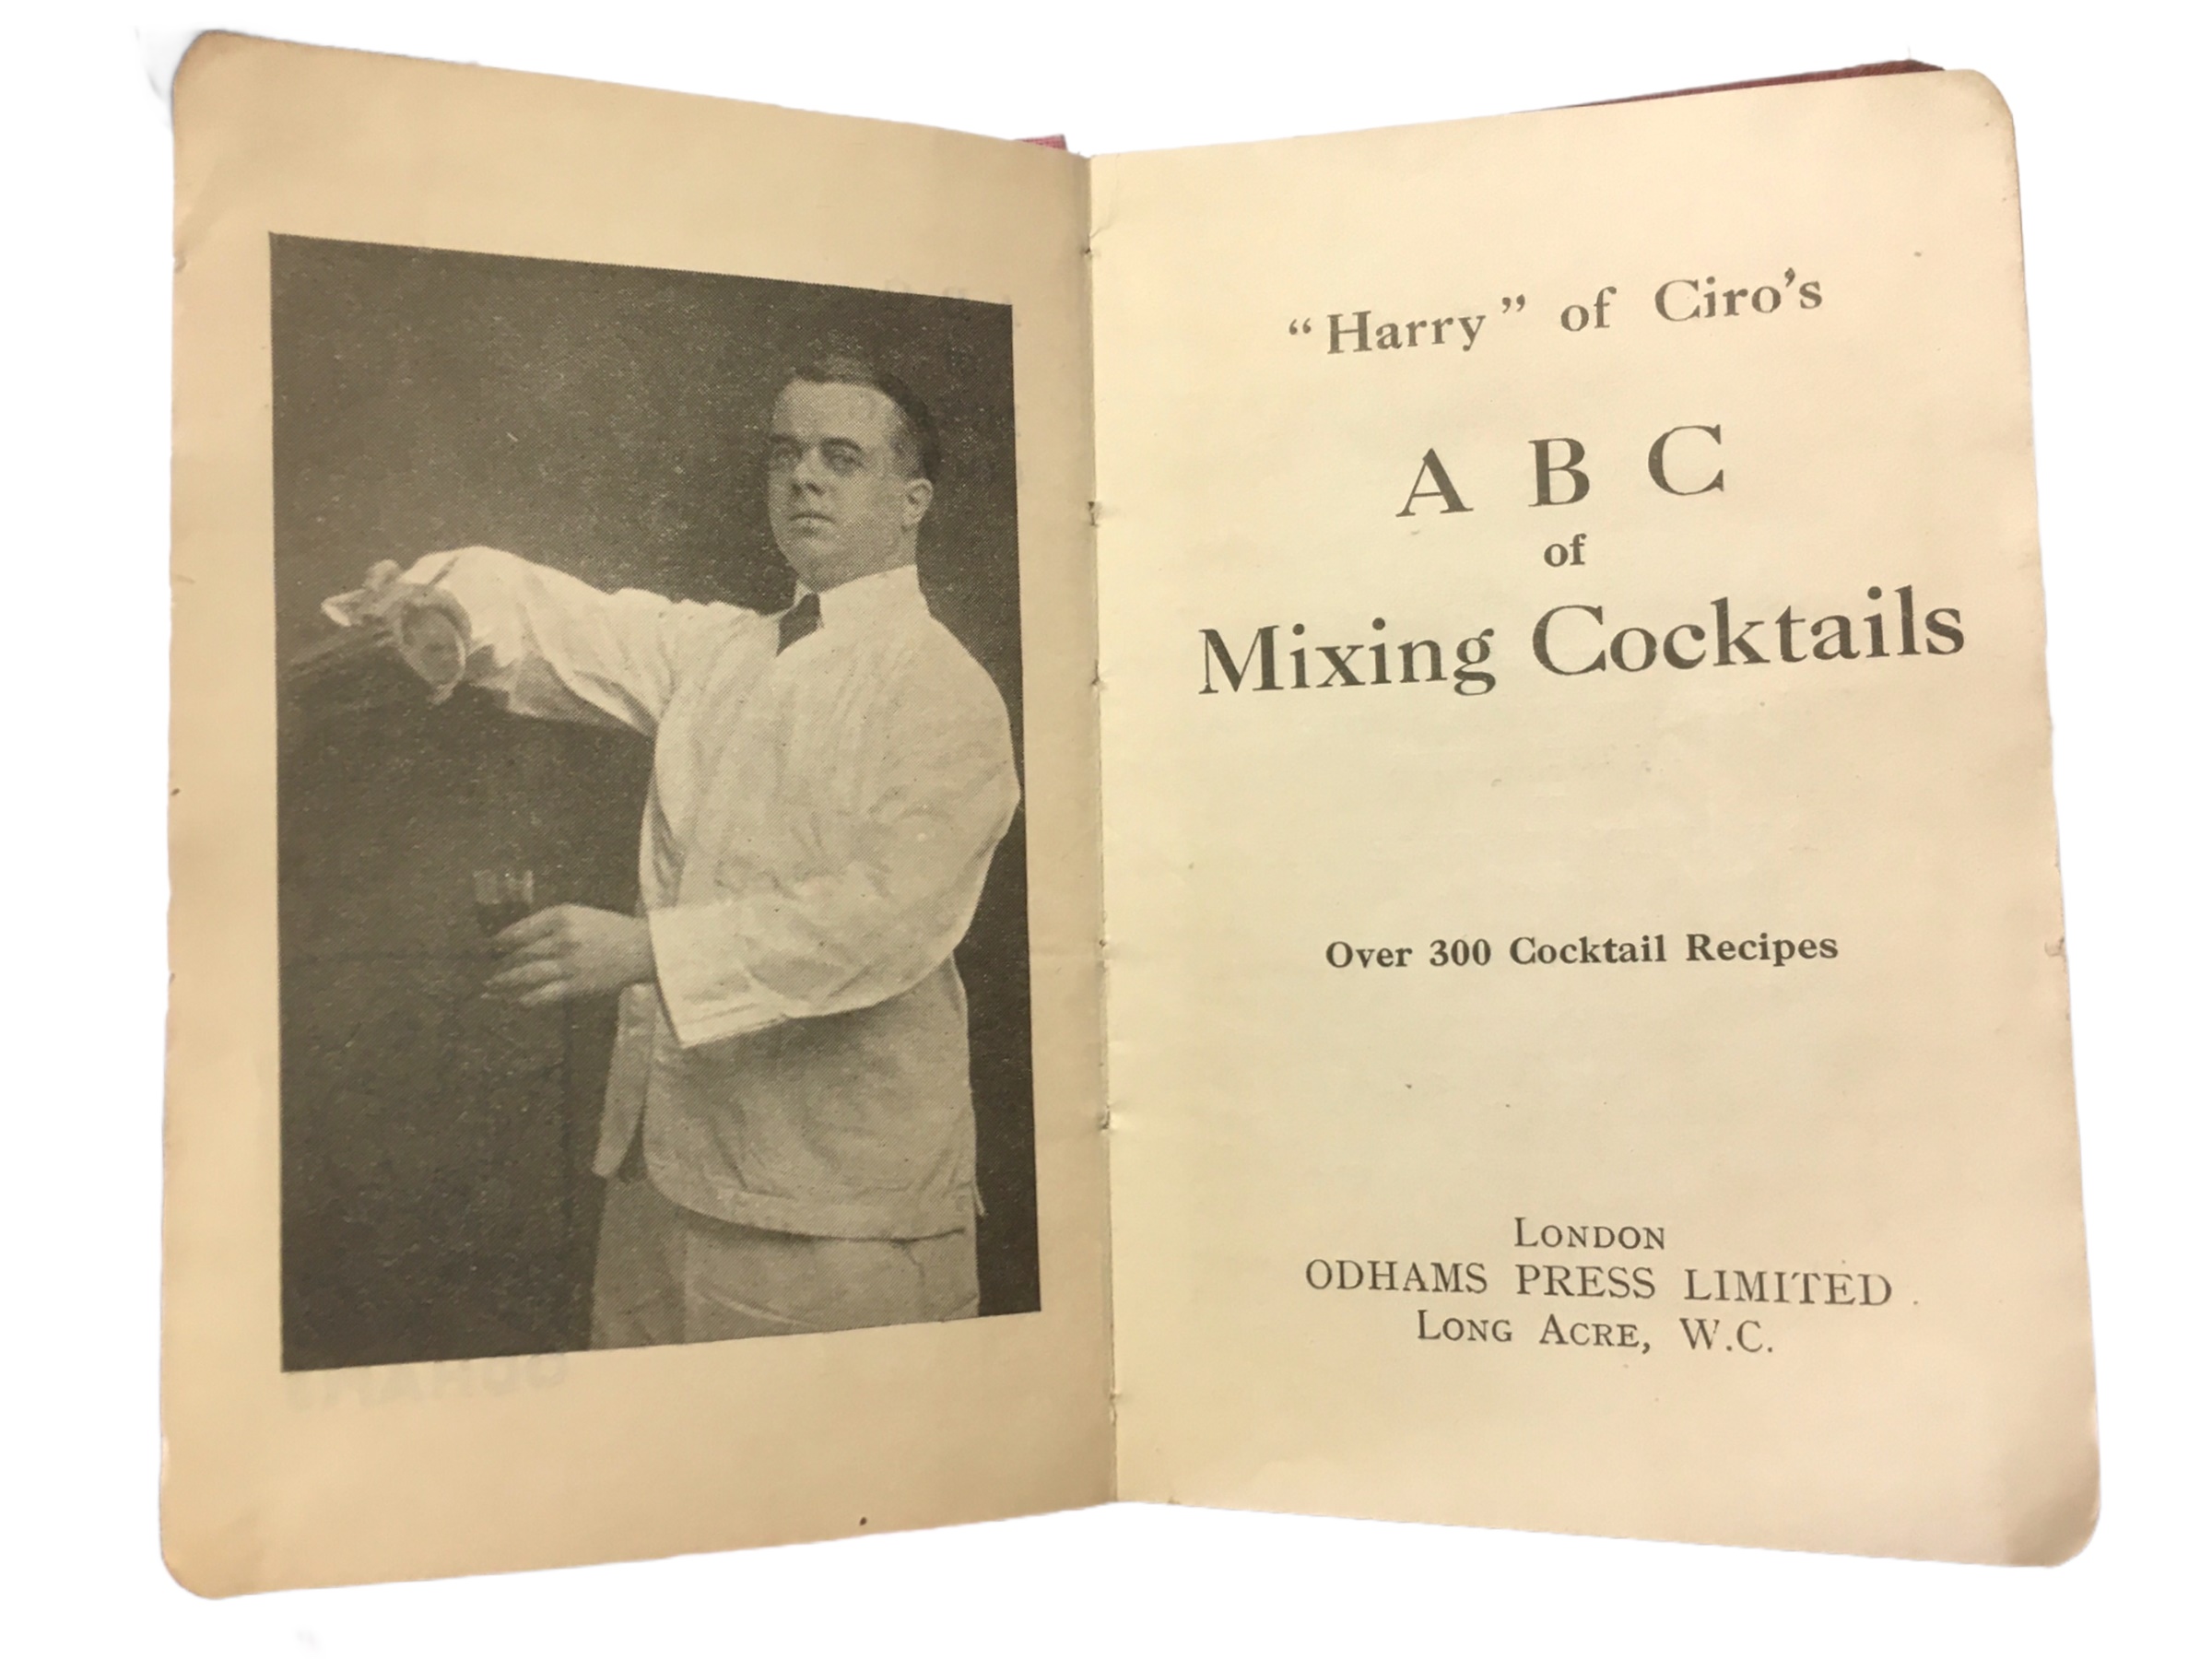 "Harry" of Ciro's
A B C
of
Mixing Cocktails
Over 300 Cocktail Recipes
London
ODHAMS PRESS LIMITED
Long Acre, W.C.